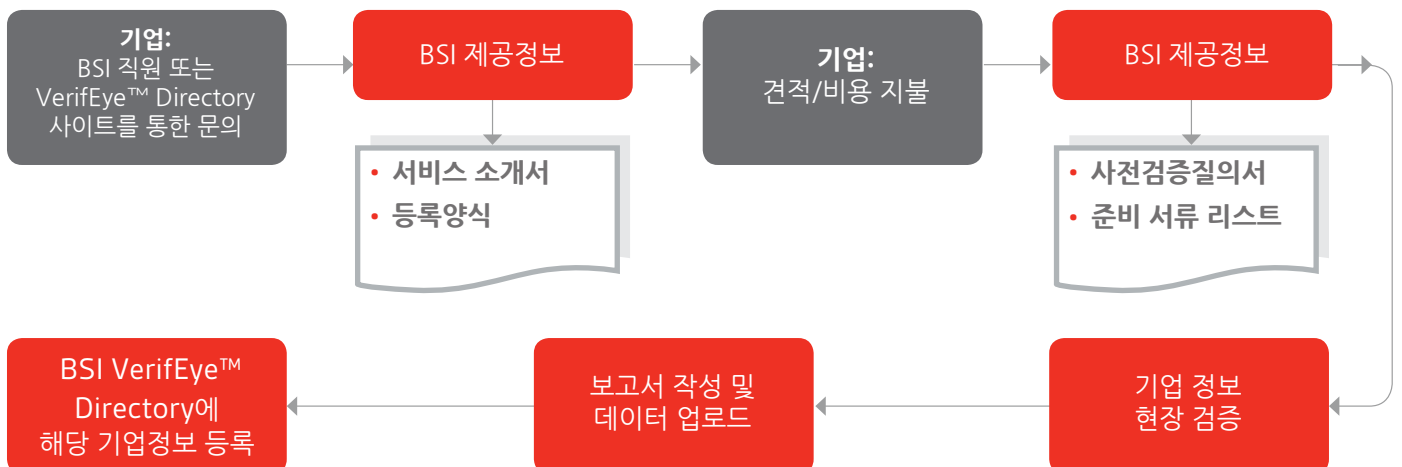 기업:
BSI 직원 또는
VerifEye™ Directory
사이트를 통한 문의
BSI 제공정보
기업:
견적/비용 지불
BSI 제공정보
• 서비스 소개서
• 등록양식
• 사전검증질의서
• 준비 서류 리스트
기업 정보
현장 검증
보고서 작성 및
데이터 업로드
BSI VerifEye™
Directory에
해당 기업정보 등록